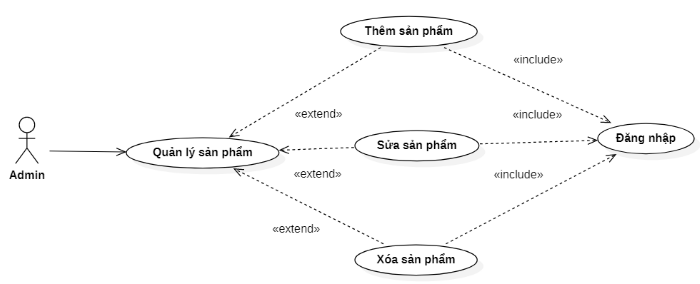 Thêm sản phẩm
«include»
«extend»
«include»
Admin
Quản lý sản phẩm
Sửa sản phẩm
Đăng nhập
«extend»
«include»
«extend»
Xóa sản phẩm